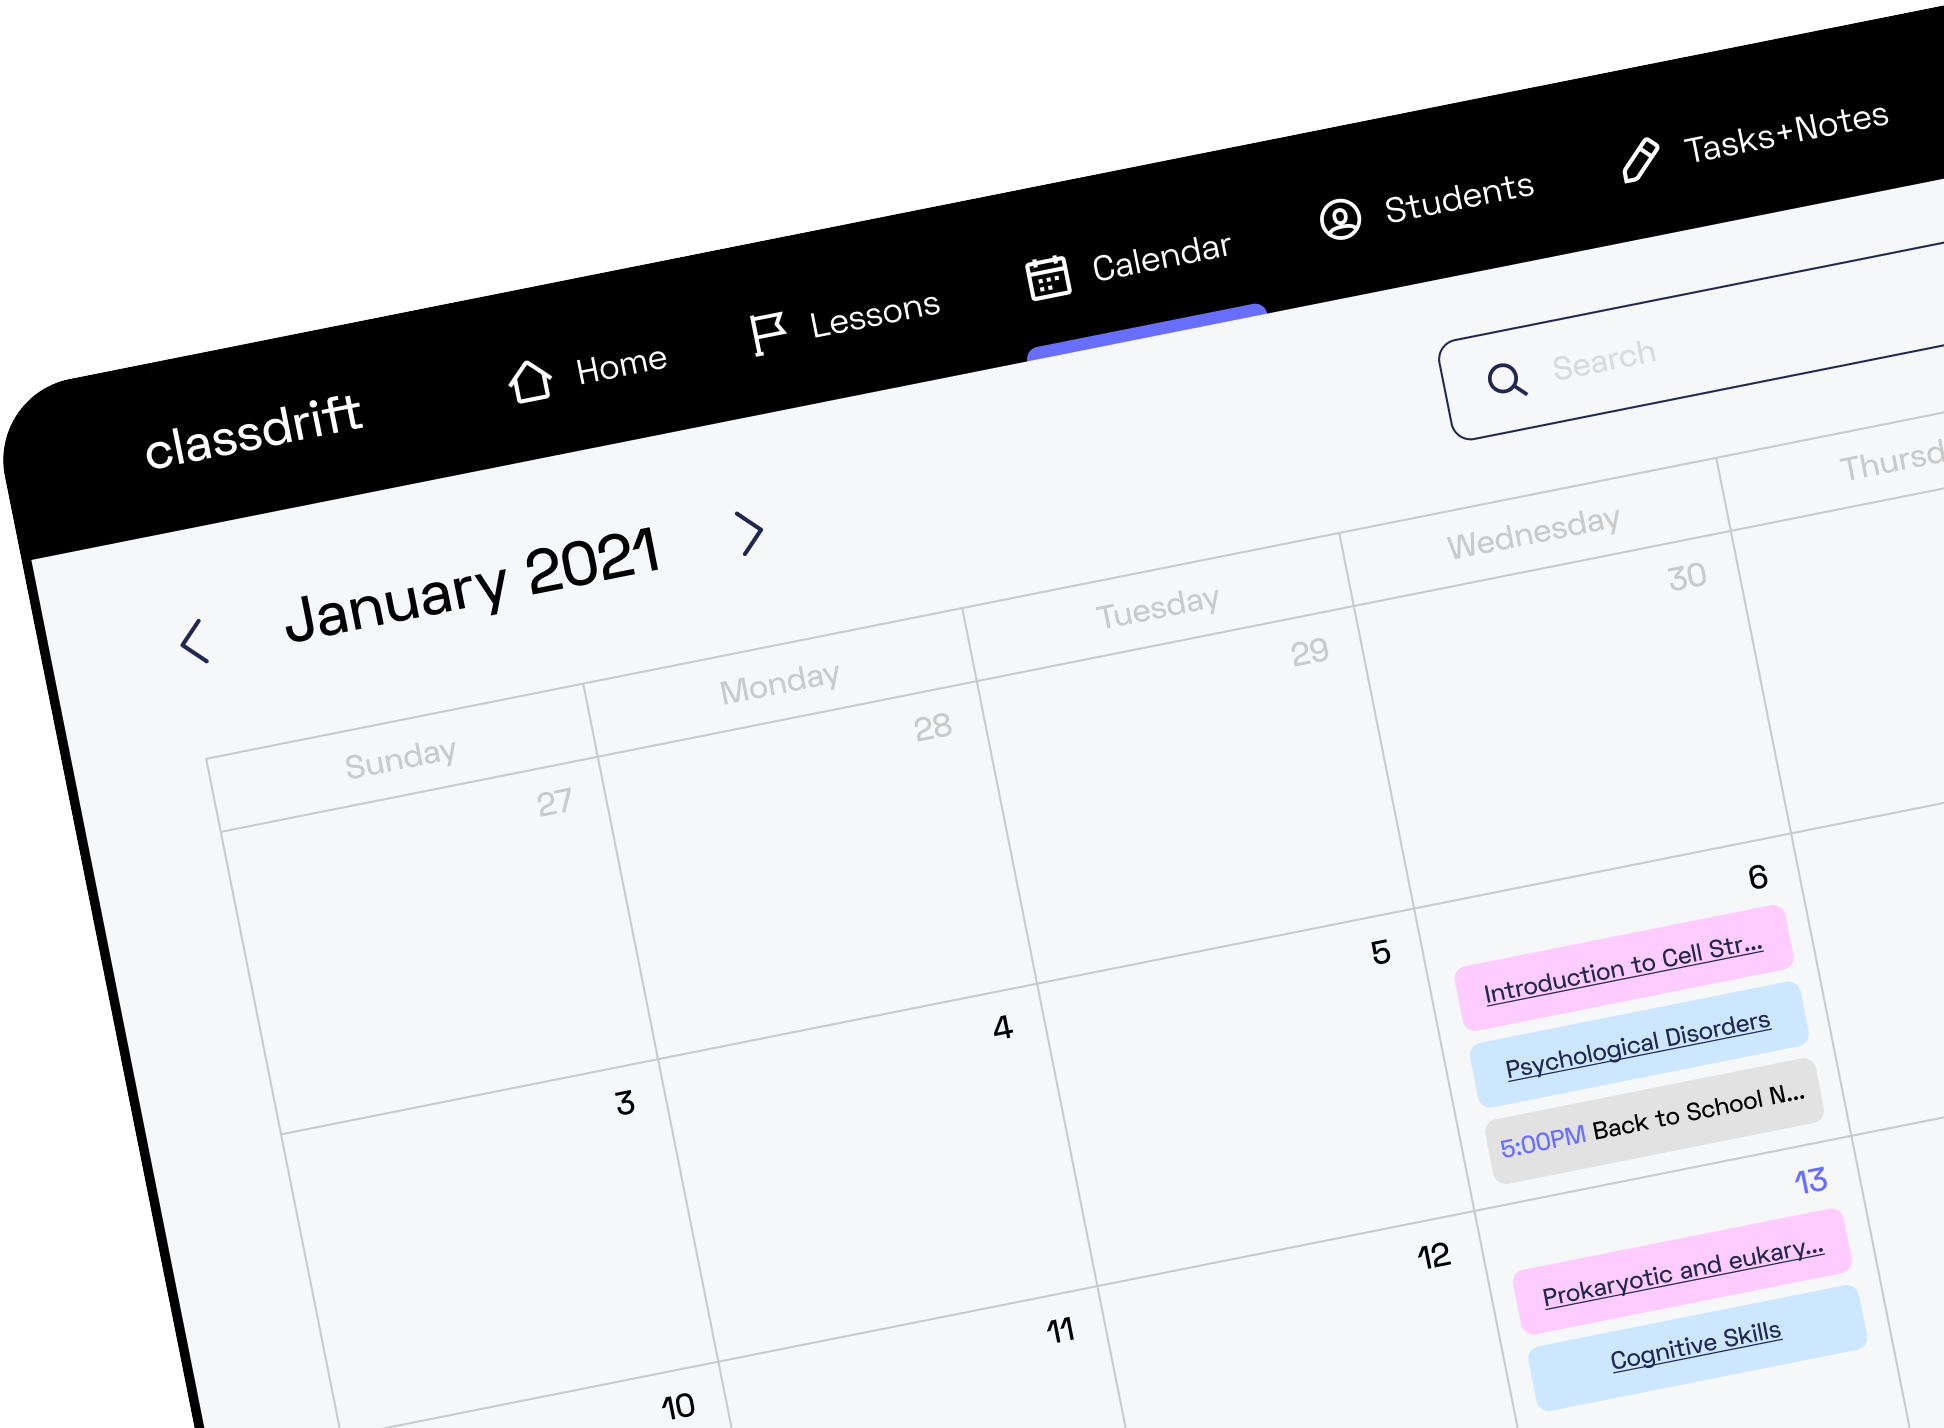 classdrift
Home
Lessons
Calendar
Students
Tasks+Notes
January 2021
Search
Sunday
Monday
Tuesday
Wednesday
Thursd
27
28
29
30
3
4
5
6
Introduction to Cell Str...
Psychological Disorders
5:00PM Back to School N...
10
11
12
13
Prokaryotic and eukary...
Cognitive Skills